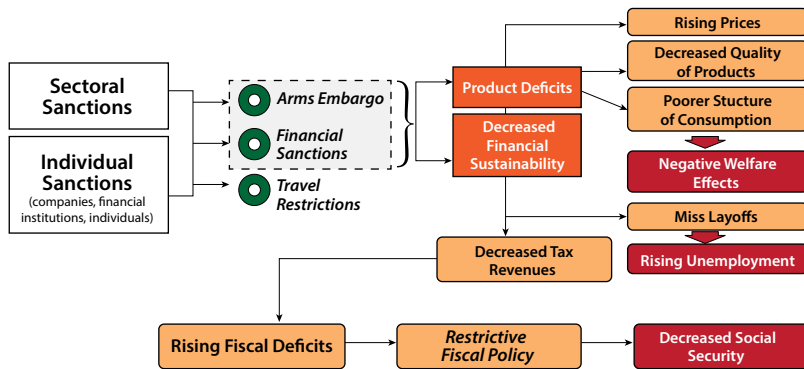 Sectoral
Sanctions
Individual
Sanctions
(companies, financial
institutions, individuals)
Arms Embargo
Financial
Sanctions
Travel
Restrictions
Product Deficits
Decreased
Financial
Sustainability
Rising Prices
Decreased Quality
of Products
Poorer Stucture
of Consumption
Negative Welfare
Effects
Miss Layoffs
Rising Unemployment
Decreased Tax
Revenues
Rising Fiscal Deficits
Restrictive
Fiscal Policy
Decreased Social
Security